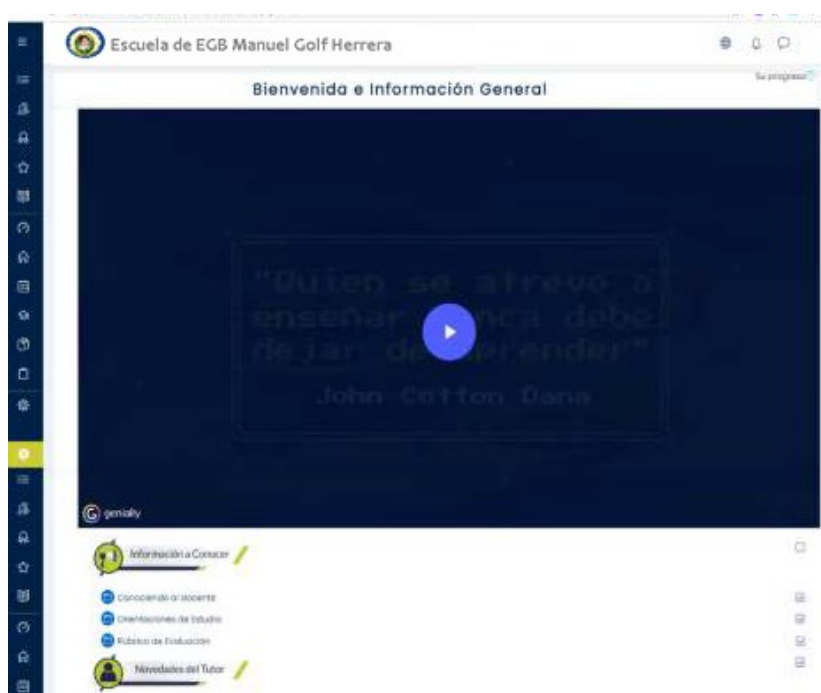 Escuela de EGB Manuel Golf Herrera
Su progreso
Bienvenida e Información General
"Quien se atreve a
enseñar nunca debe
dejar de aprender"
John Cotton Dana
genially
Información a Conocer
Conociendo al docente
Orientaciones de Estudio
Rúbrica de Evaluación
Novedades del Tutor